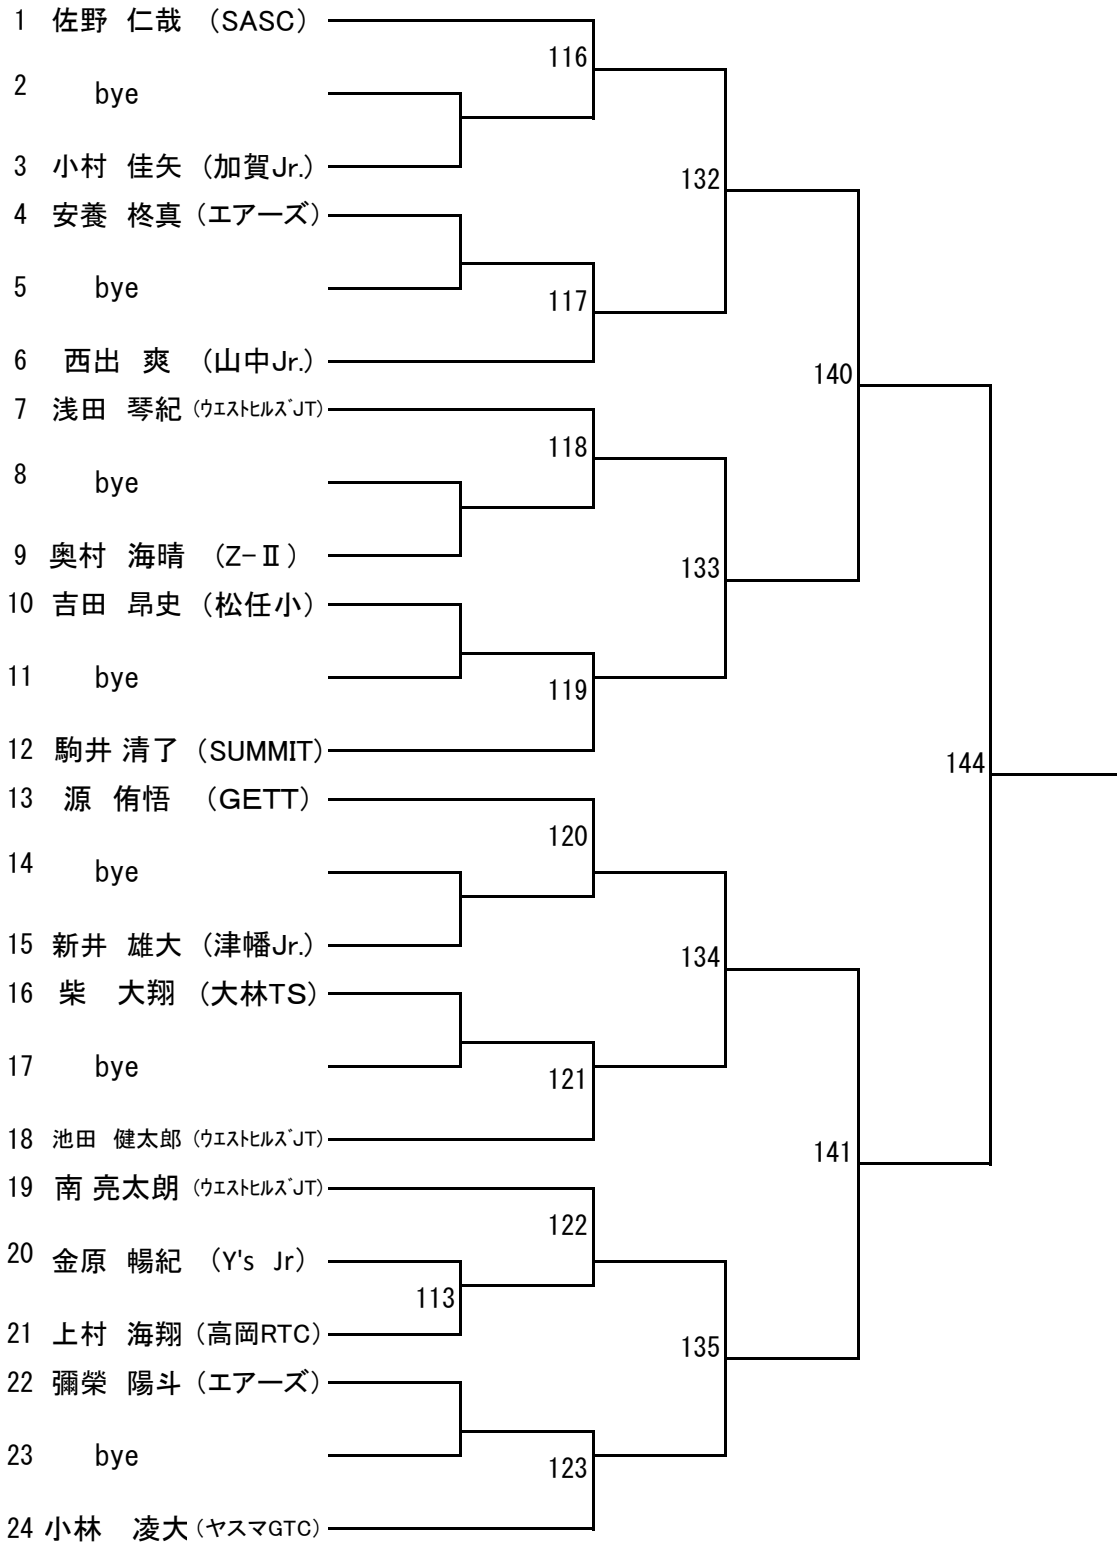 1 佐野 仁哉 (SASC)
116
2 bye
3 小村 佳矢 (加賀Jr.)
132
4 安養 柊真 (エアーズ)
5 bye
117
6 西出 爽 (山中Jr.)
140
7 浅田 琴紀 (ｳｴｽﾄﾋﾙｽﾞJT)
118
8 bye
9 奥村 海晴 (Z-Ⅱ)
133
10 吉田 昂史 (松任小)
11 bye
119
12 駒井 清了 (SUMMIT)
144
13 源 侑悟 (GETT)
120
14 bye
15 新井 雄大 (津幡Jr.)
134
16 柴 大翔 (大林TS)
17 bye
121
18 池田 健太郎 (ｳｴｽﾄﾋﾙｽﾞJT)
141
19 南 亮太朗 (ｳｴｽﾄﾋﾙｽﾞJT)
122
20 金原 暢紀 (Y's Jr)
113
21 上村 海翔 (高岡RTC)
135
22 彌榮 陽斗 (エアーズ)
23 bye
123
24 小林 凌大 (ヤスマGTC)